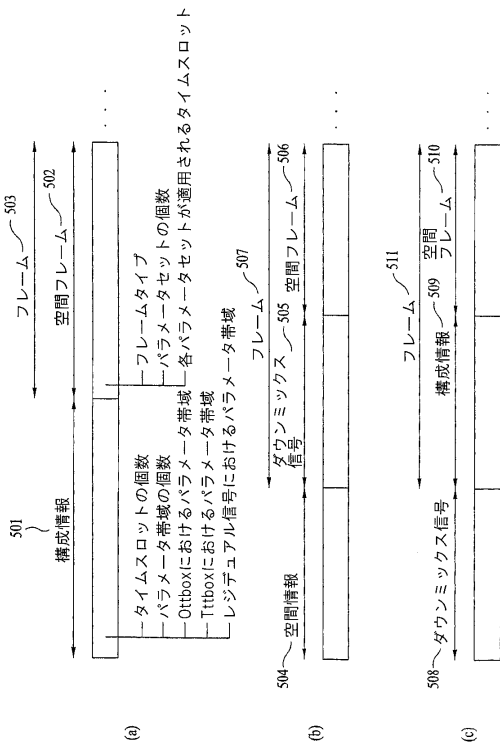 フレーム 503
構成情報 501
空間フレーム 502
. . .
タイムスロットの個数
パラメータ帯域の個数
Ottboxにおけるパラメータ帯域
Tttboxにおけるパラメータ帯域
レジデュアル信号におけるパラメータ帯域
フレームタイプ
パラメータセットの個数
各パラメータセットが適用されるタイムスロット
(a)
フレーム 507
504 空間情報
ダウンミックス信号 505
空間フレーム 506
. . .
(b)
フレーム 511
508 ダウンミックス信号
構成情報 509
空間フレーム 510
. . .
(c)